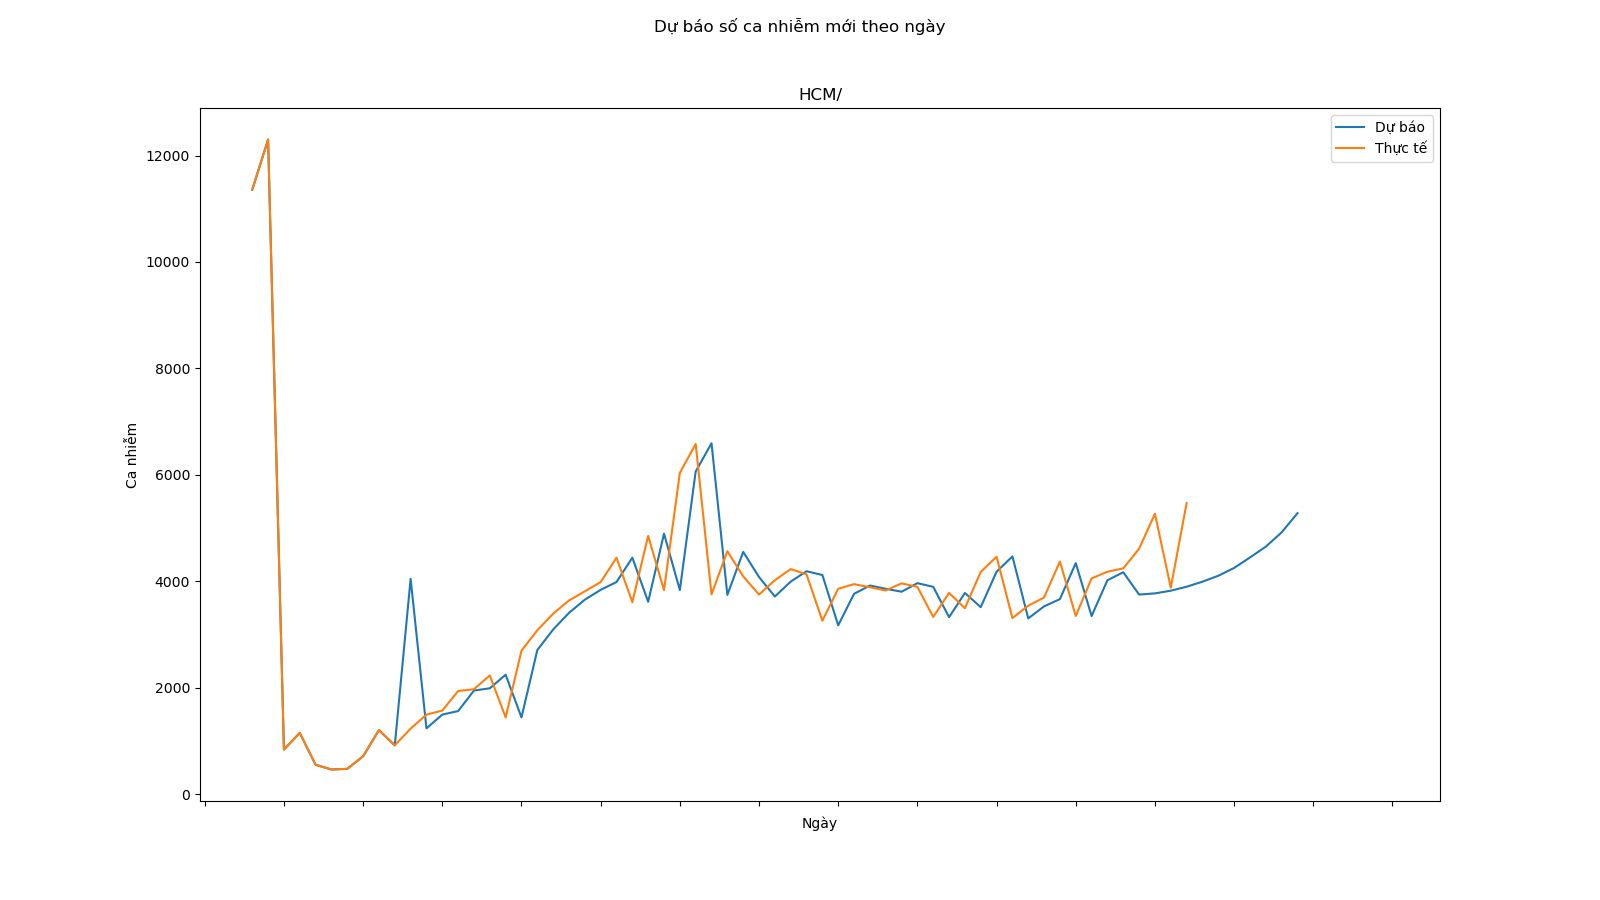 Dự báo số ca nhiễm mới theo ngày
HCM/
Dự báo
Thực tế
12000
10000
8000
6000
4000
2000
0
Ca nhiễm
Ngày